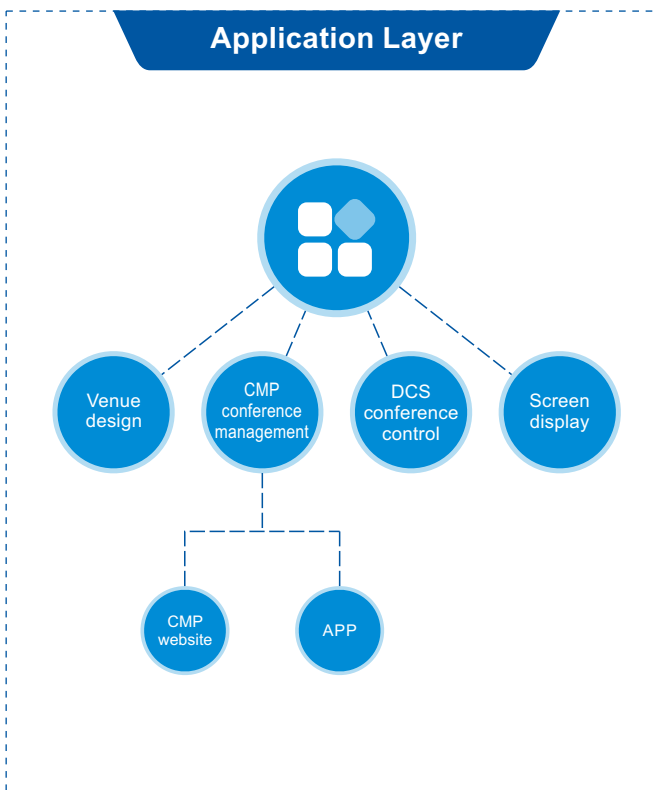 Application Layer
Venue
design
CMP
conference
management
DCS
conference
control
Screen
display
CMP
website
APP